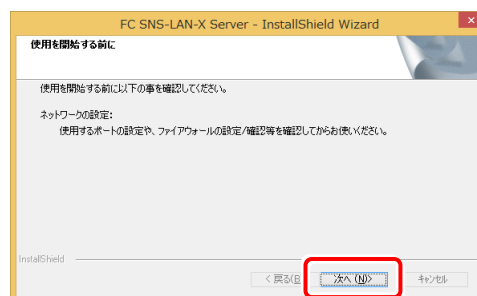 FC SNS-LAN-X Server - InstallShield Wizard
使用を開始する前に
使用を開始する前に以下の事を確認してください。
ネットワークの設定:
使用するポートの設定や、ファイアウォールの設定/確認等を確認してからお使いください。
InstallShield
< 戻る(B 次へ (N)> キャンセル